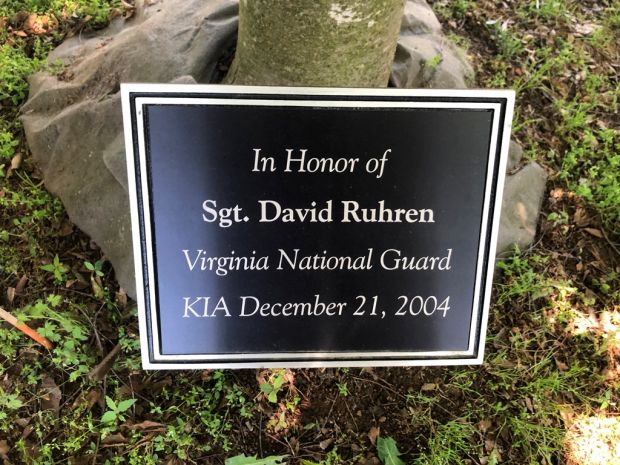 In Honor of
Sgt. David Ruhren
Virginia National Guard
KIA December 21, 2004